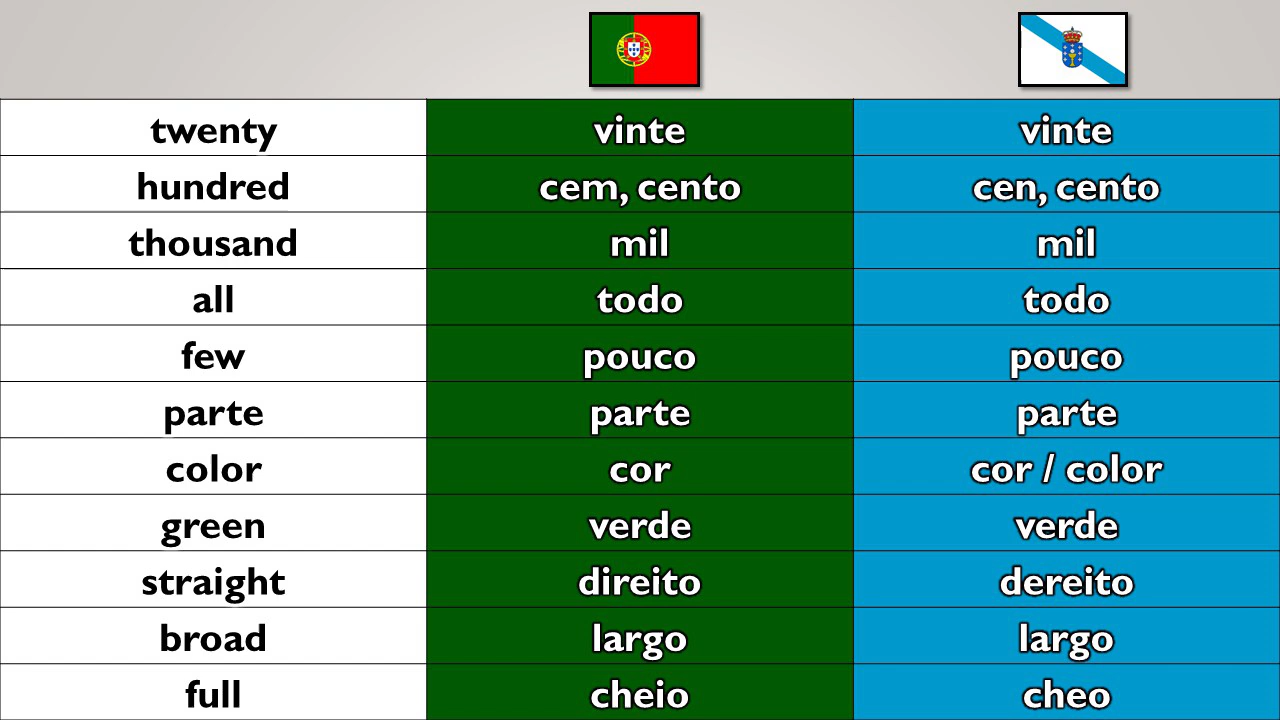 twenty vinte vinte
hundred cem, cento cen, cento
thousand mil mil
all todo todo
few pouco pouco
parte parte parte
color cor cor / color
green verde verde
straight direito dereito
broad largo largo
full cheio cheo